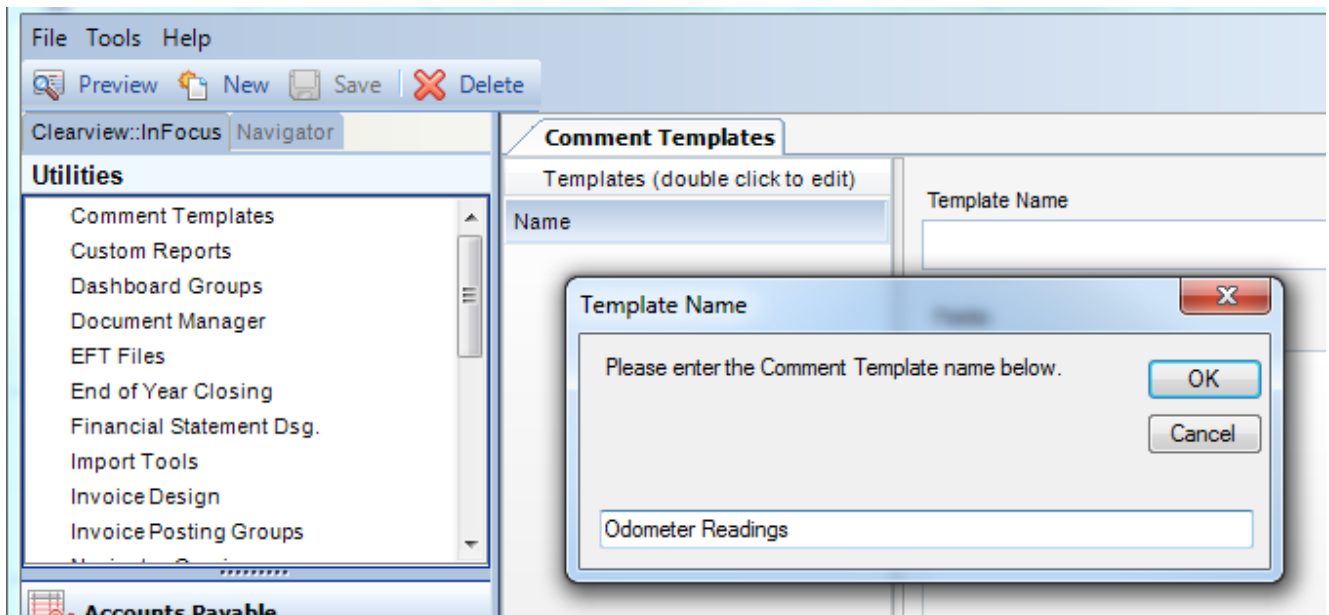 File Tools Help
Preview New Save Delete
Clearview::InFocus Navigator
Utilities
Comment Templates
Custom Reports
Dashboard Groups
Document Manager
EFT Files
End of Year Closing
Financial Statement Dsg.
Import Tools
Invoice Design
Invoice Posting Groups
Accounts Payable
Comment Templates
Templates (double click to edit)
Name
Template Name
Template Name
Please enter the Comment Template name below.
OK
Cancel
Odometer Readings